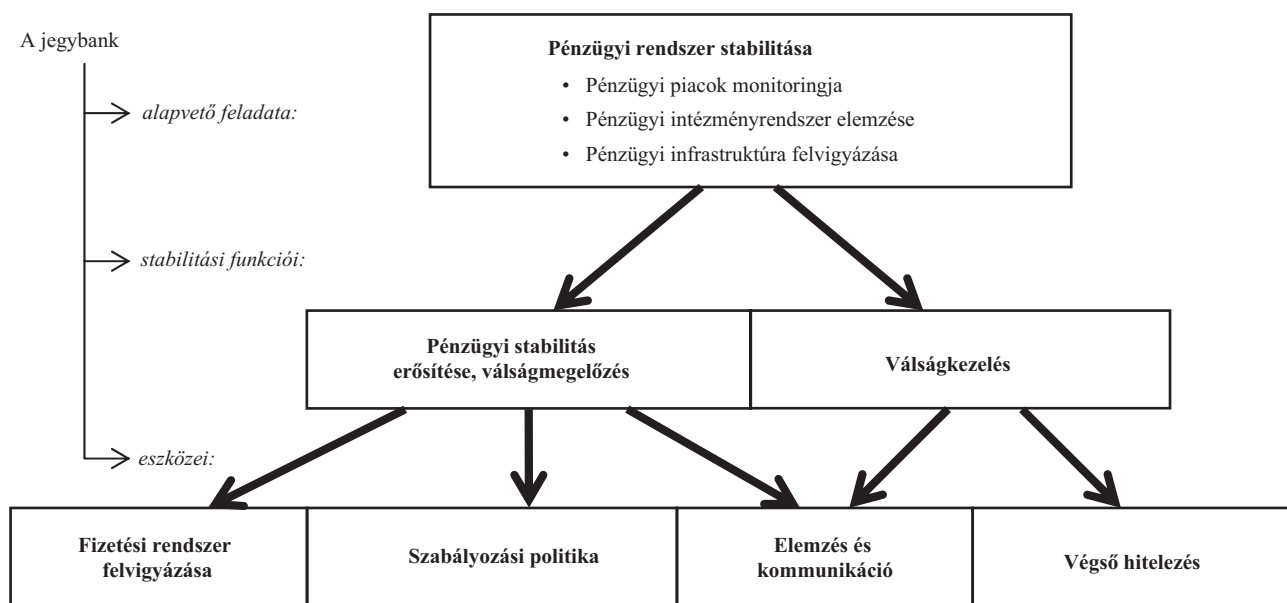 A jegybank
Pénzügyi rendszer stabilitása
• Pénzügyi piacok monitoringja
alapvető feladata:
• Pénzügyi intézményrendszer elemzése
• Pénzügyi infrastruktúra felvigyázása
stabilitási funkciói:
Pénzügyi stabilitás
erősítése, válságmegelőzés
Válságkezelés
eszközei:
Fizetési rendszer
felvigyázása
Szabályozási politika
Elemzés és
kommunikáció
Végső hitelezés